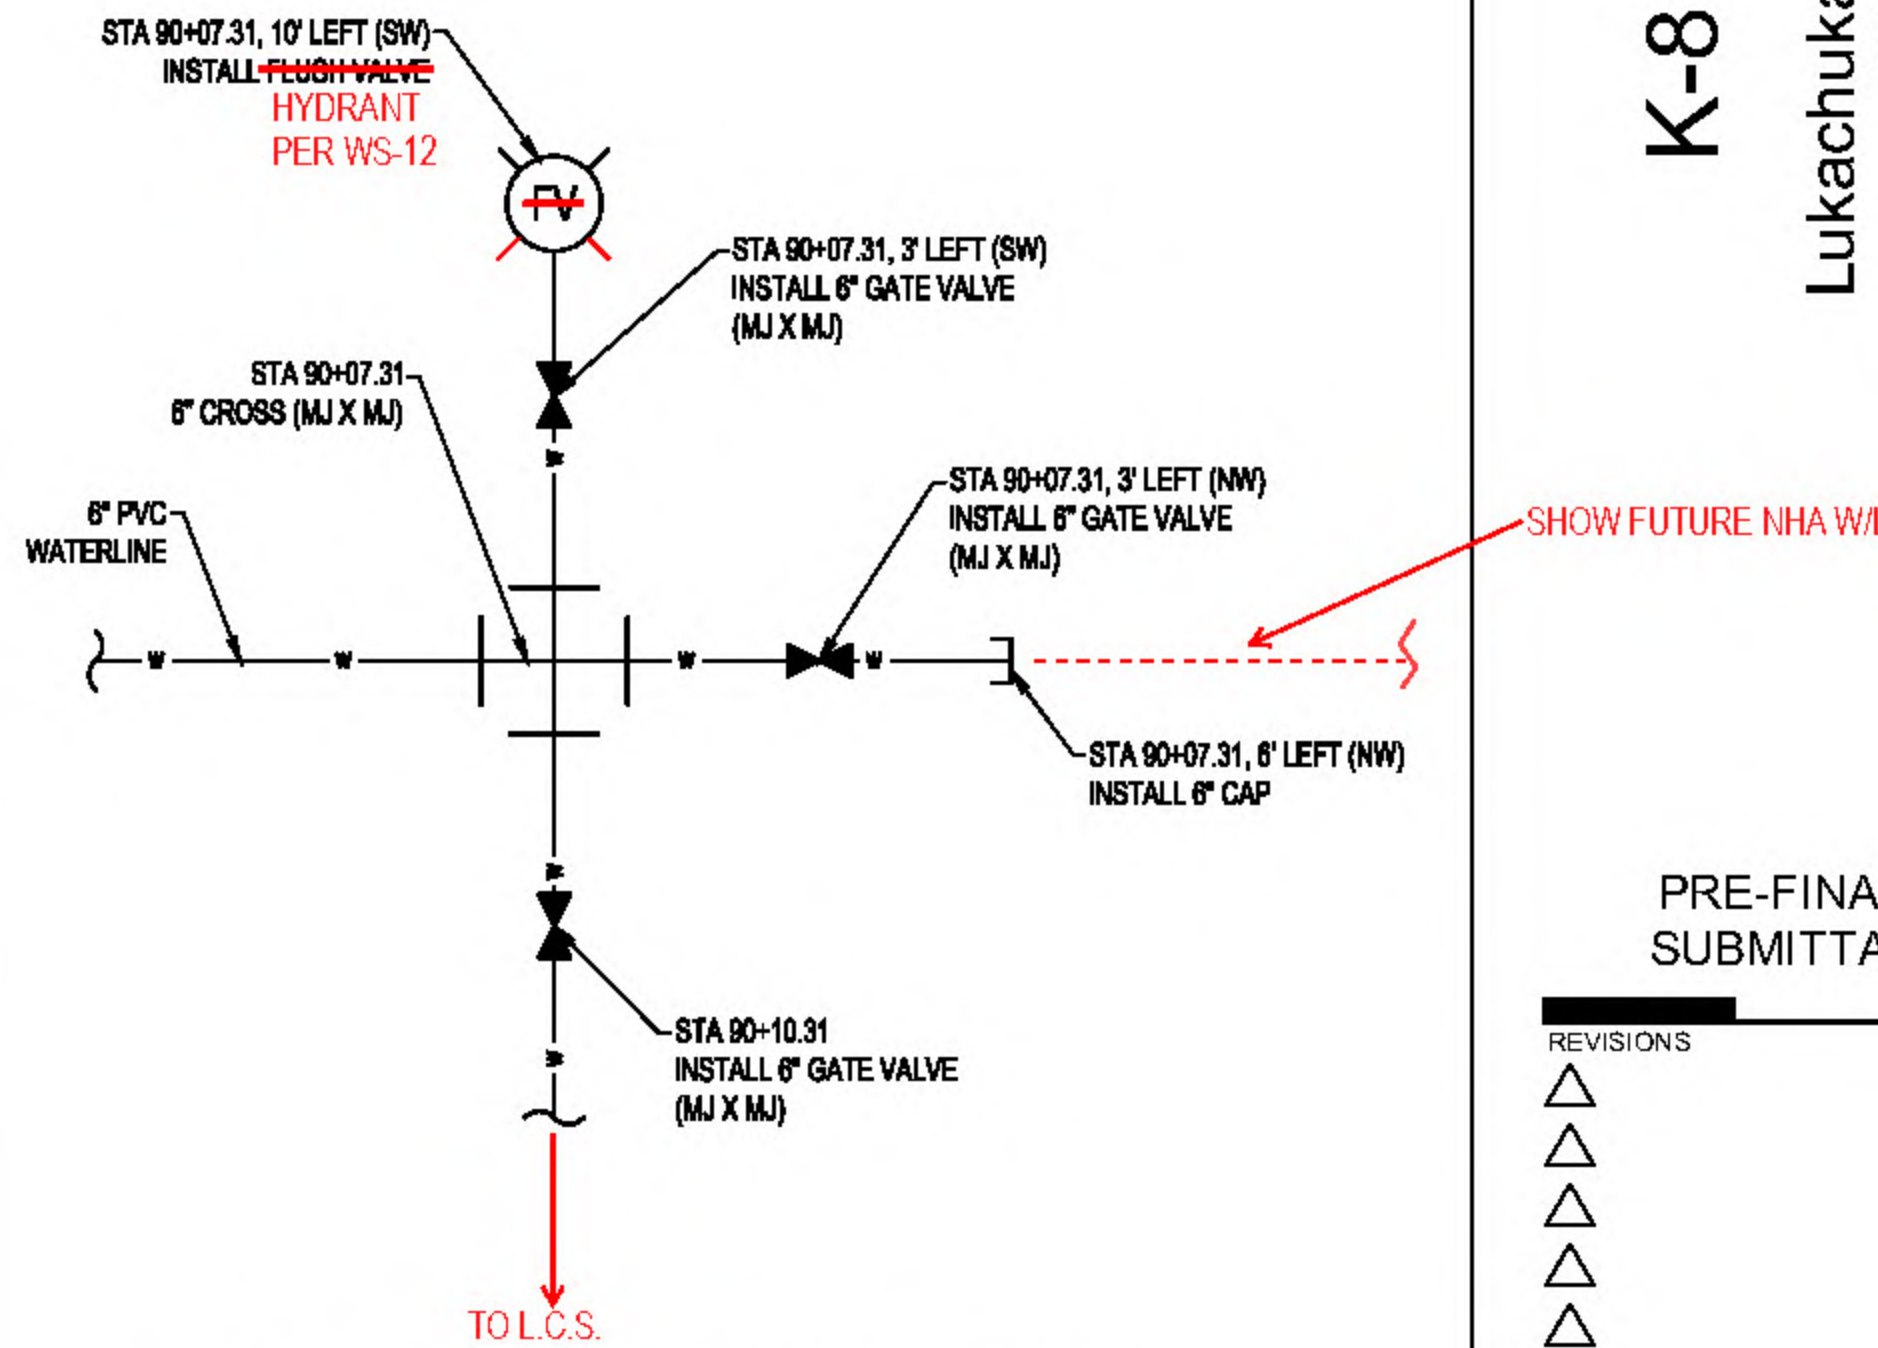 STA 90+07.31, 10' LEFT (SW)
INSTALL FLUSH VALVE
HYDRANT
PER WS-12
FV
STA 90+07.31, 3' LEFT (SW)
INSTALL 6" GATE VALVE
(MJ X MJ)
STA 90+07.31
6" CROSS (MJ X MJ)
W
6" PVC
WATERLINE
STA 90+07.31, 3' LEFT (NW)
INSTALL 6" GATE VALVE
(MJ X MJ)
SHOW FUTURE NHA W/L
W W W W
STA 90+07.31, 6' LEFT (NW)
INSTALL 6" CAP
W
STA 90+10.31
INSTALL 6" GATE VALVE
(MJ X MJ)
W
TO L.C.S.
K-8
Lukachuka
PRE-FINA
SUBMITTA
REVISIONS